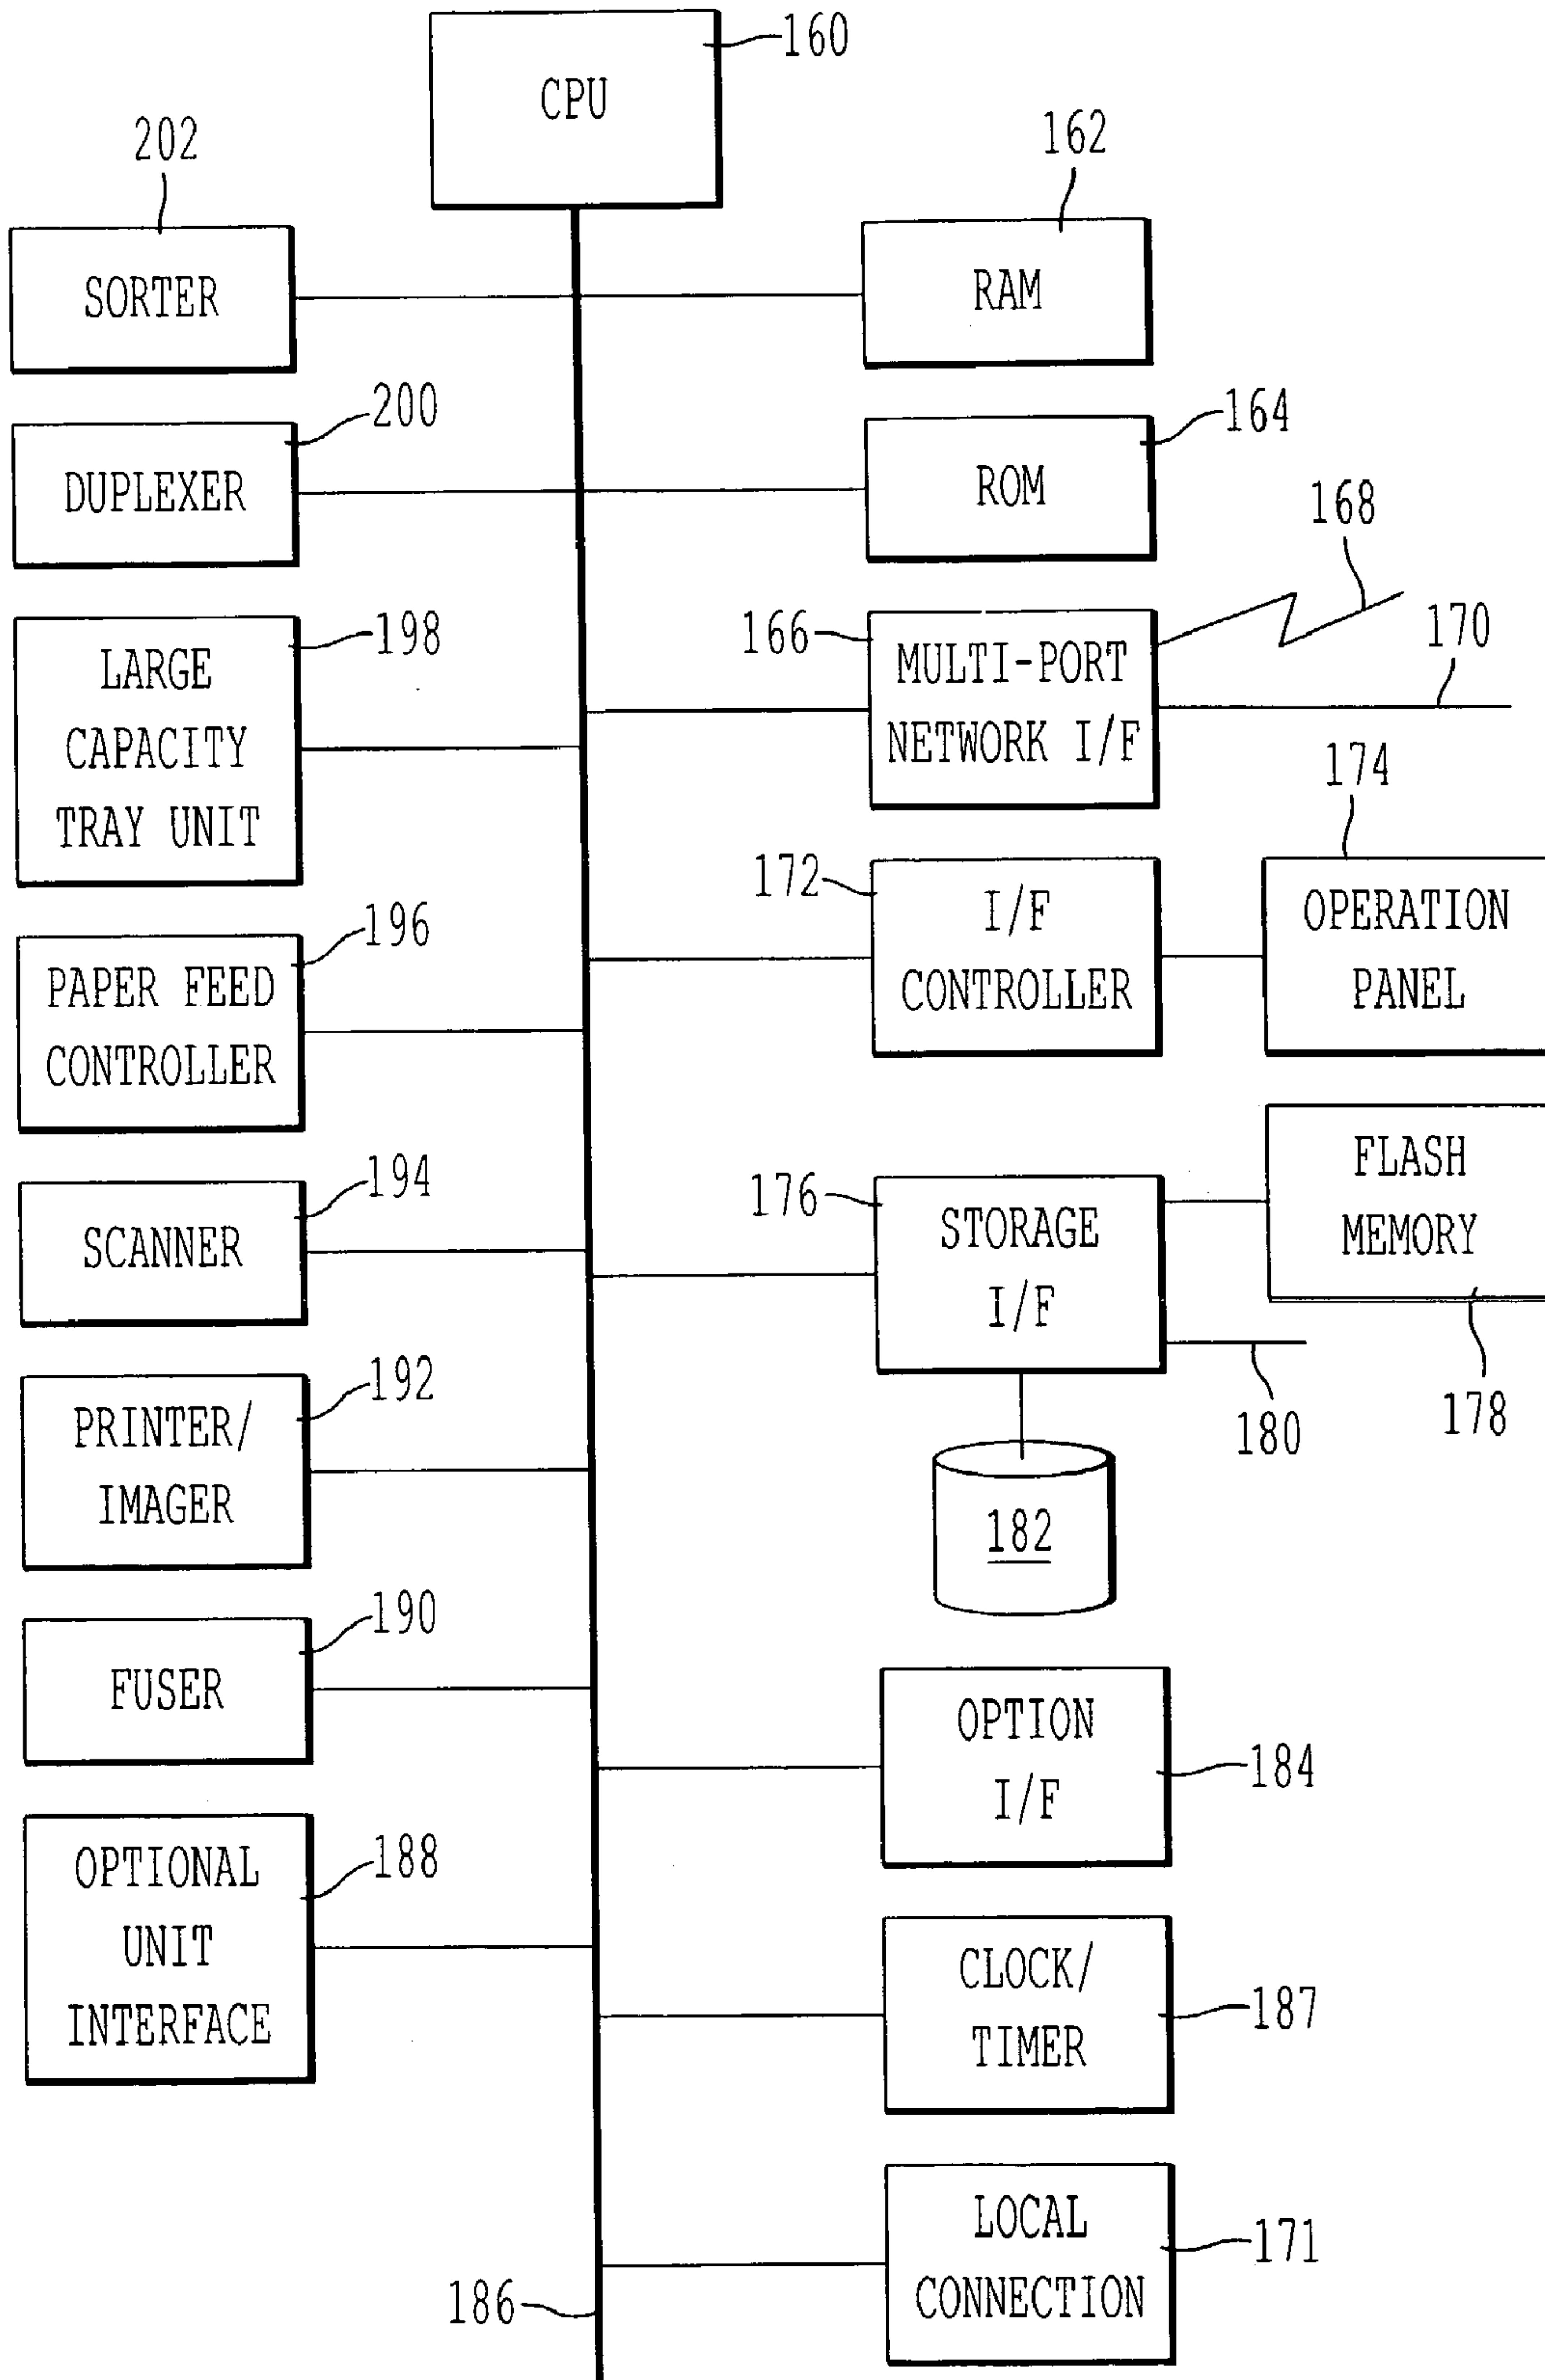 160
CPU
202
162
SORTER
RAM
200
164
DUPLEXER
ROM
168
198
166
170
LARGE
CAPACITY
TRAY UNIT
MULTI-PORT
NETWORK I/F
174
172
196
I/F
CONTROLLER
OPERATION
PANEL
PAPER FEED
CONTROLLER
194
176
FLASH
MEMORY
SCANNER
STORAGE
I/F
192
180
178
PRINTER/
IMAGER
182
190
FUSER
OPTION
I/F
184
188
OPTIONAL
UNIT
INTERFACE
CLOCK/
TIMER
187
LOCAL
CONNECTION
171
186